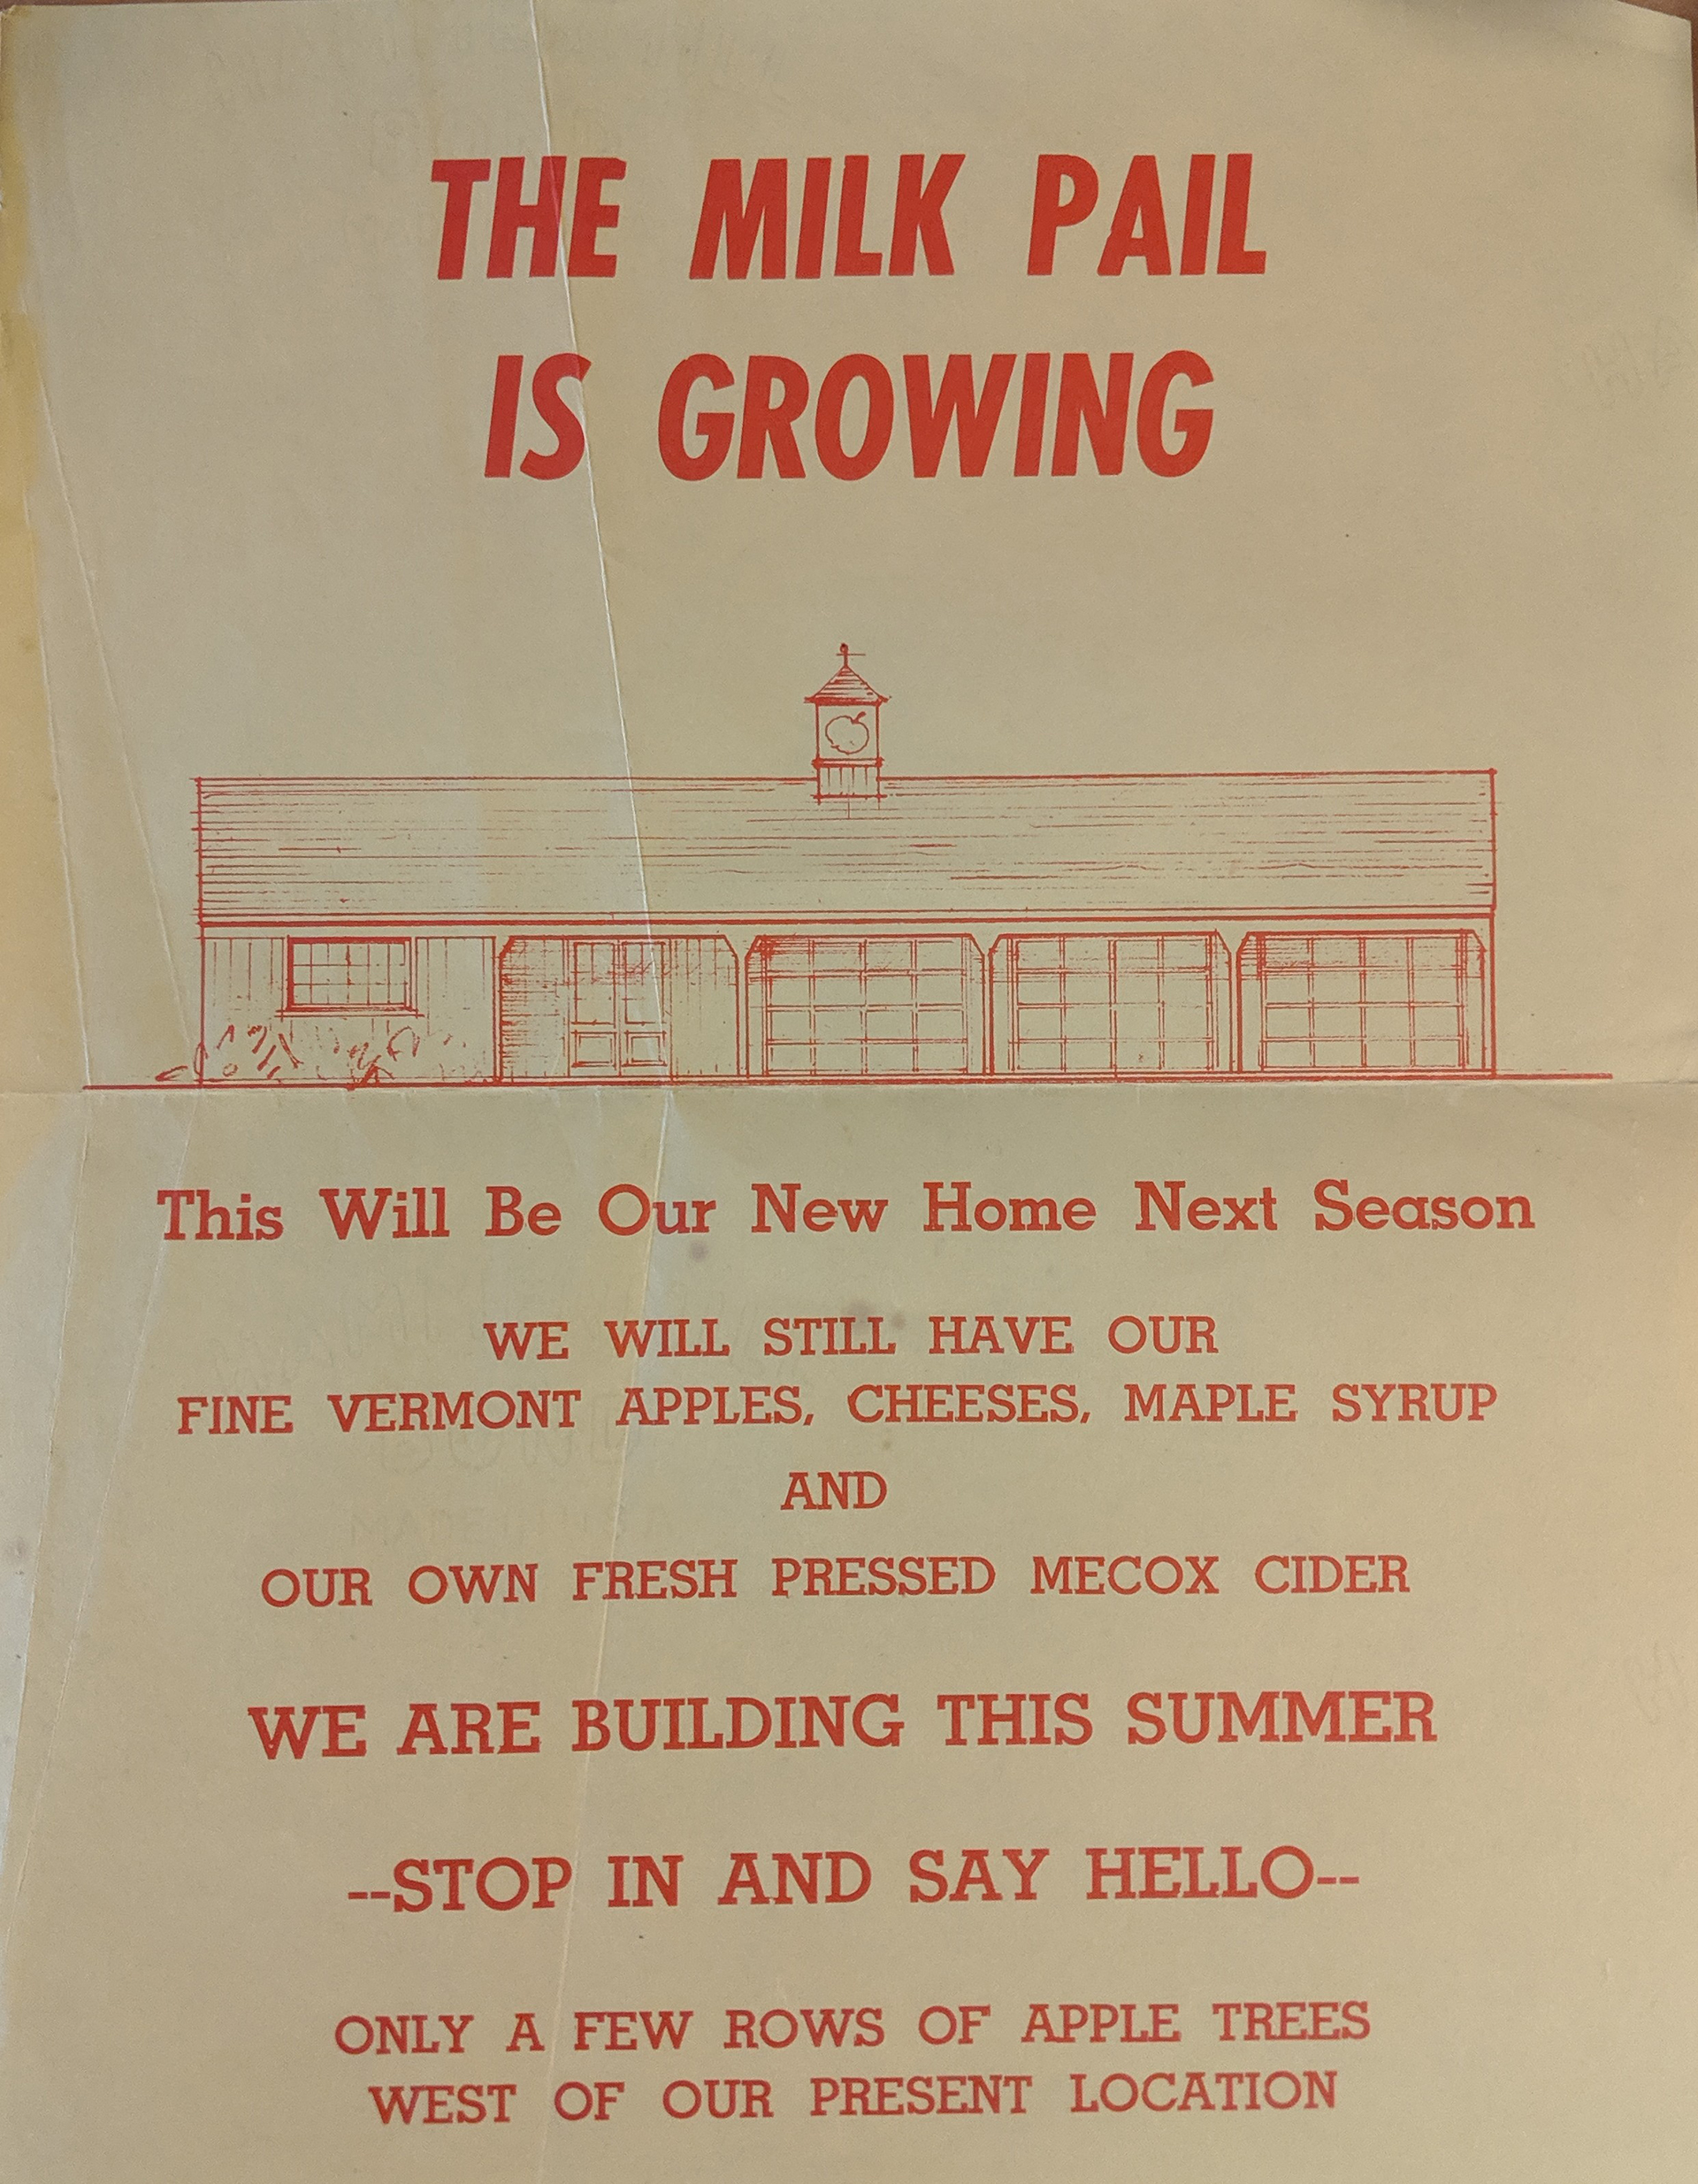 THE MILK PAIL
IS GROWING
This Will Be Our New Home Next Season
WE WILL STILL HAVE OUR
FINE VERMONT APPLES, CHEESES, MAPLE SYRUP
AND
OUR OWN FRESH PRESSED MECOX CIDER
WE ARE BUILDING THIS SUMMER
--STOP IN AND SAY HELLO--
ONLY A FEW ROWS OF APPLE TREES
WEST OF OUR PRESENT LOCATION